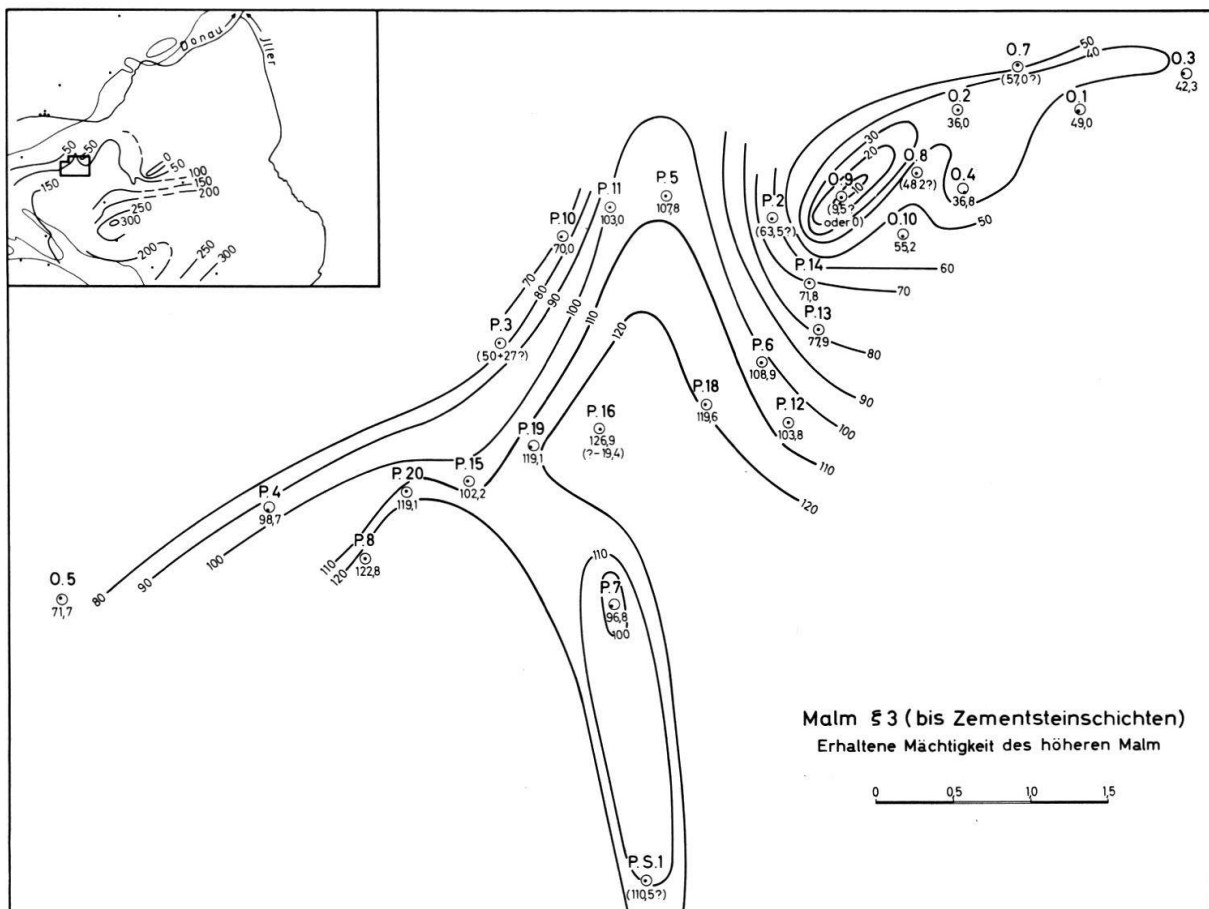 Donau
Iller
50
50
150
0
50
100
150
200
250
300
200
250
300
O.7
(57,0?)
50
40
O.3
42,3
O.2
36,0
O.1
49,0
30
20
10
O.8
(48 2?)
O.9
(9,5?
oder 0)
O.4
36,8
O.10
55,2
50
P.11
103,0
P.5
107,8
P.10
70,0
P.2
(63,5?)
60
P.14
71,8
70
70
80
90
100
110
120
P.13
77,9
80
P.3
(50+27?)
P.6
108,9
90
P.18
119,6
P.12
103,8
100
P.16
126,9
(?-19,4)
P.19
119,1
110
120
P.15
102,2
P.20
119,1
P.4
98,7
P.8
122,8
110
120
100
90
80
O.5
71,7
110
P.7
96,8
100
Malm ξ3 (bis Zementsteinschichten)
Erhaltene Mächtigkeit des höheren Malm
0 0,5 1,0 1,5
P.S.1
(110,5?)